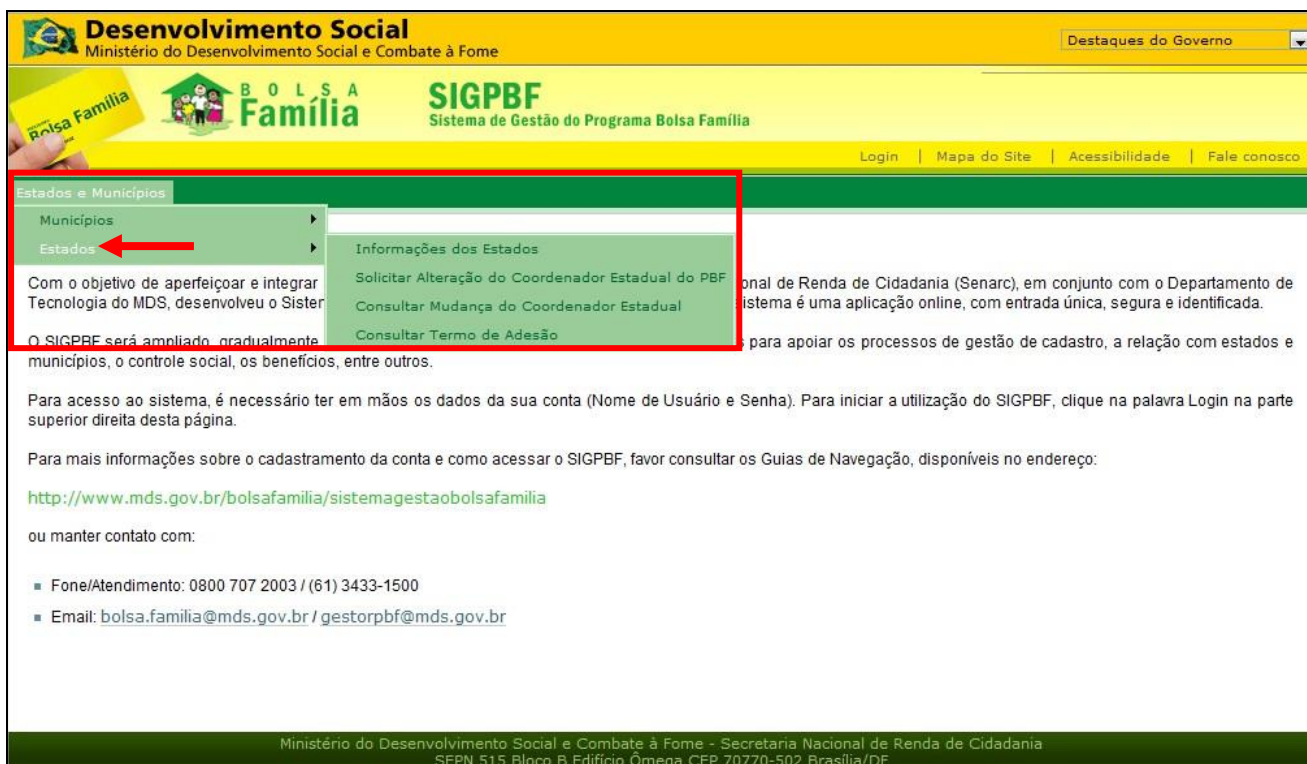 Desenvolvimento Social
Ministério do Desenvolvimento Social e Combate à Fome
Destaques do Governo
Bolsa Família
BOLSA
Família
SIGPBF
Sistema de Gestão do Programa Bolsa Família
Login | Mapa do Site | Acessibilidade | Fale conosco
Estados e Municípios
Municípios
Estados
Informações dos Estados
Solicitar Alteração do Coordenador Estadual do PBF
Consultar Mudança do Coordenador Estadual
Consultar Termo de Adesão
Com o objetivo de aperfeiçoar e integrar onal de Renda de Cidadania (Senarc), em conjunto com o Departamento de
Tecnologia do MDS, desenvolveu o Sister istema é uma aplicação online, com entrada única, segura e identificada.
O SIGPBF será ampliado, gradualmente para apoiar os processos de gestão de cadastro, a relação com estados e
municípios, o controle social, os benefícios, entre outros.
Para acesso ao sistema, é necessário ter em mãos os dados da sua conta (Nome de Usuário e Senha). Para iniciar a utilização do SIGPBF, clique na palavra Login na parte
superior direita desta página.
Para mais informações sobre o cadastramento da conta e como acessar o SIGPBF, favor consultar os Guias de Navegação, disponíveis no endereço:
http://www.mds.gov.br/bolsafamilia/sistemagestaobolsafamilia
ou manter contato com:
Fone/Atendimento: 0800 707 2003 / (61) 3433-1500
Email: bolsa.familia@mds.gov.br / gestorpbf@mds.gov.br
Ministério do Desenvolvimento Social e Combate à Fome - Secretaria Nacional de Renda de Cidadania
SEPN 515 Bloco B Edifício Ômega CEP 70770-502 Brasília/DF